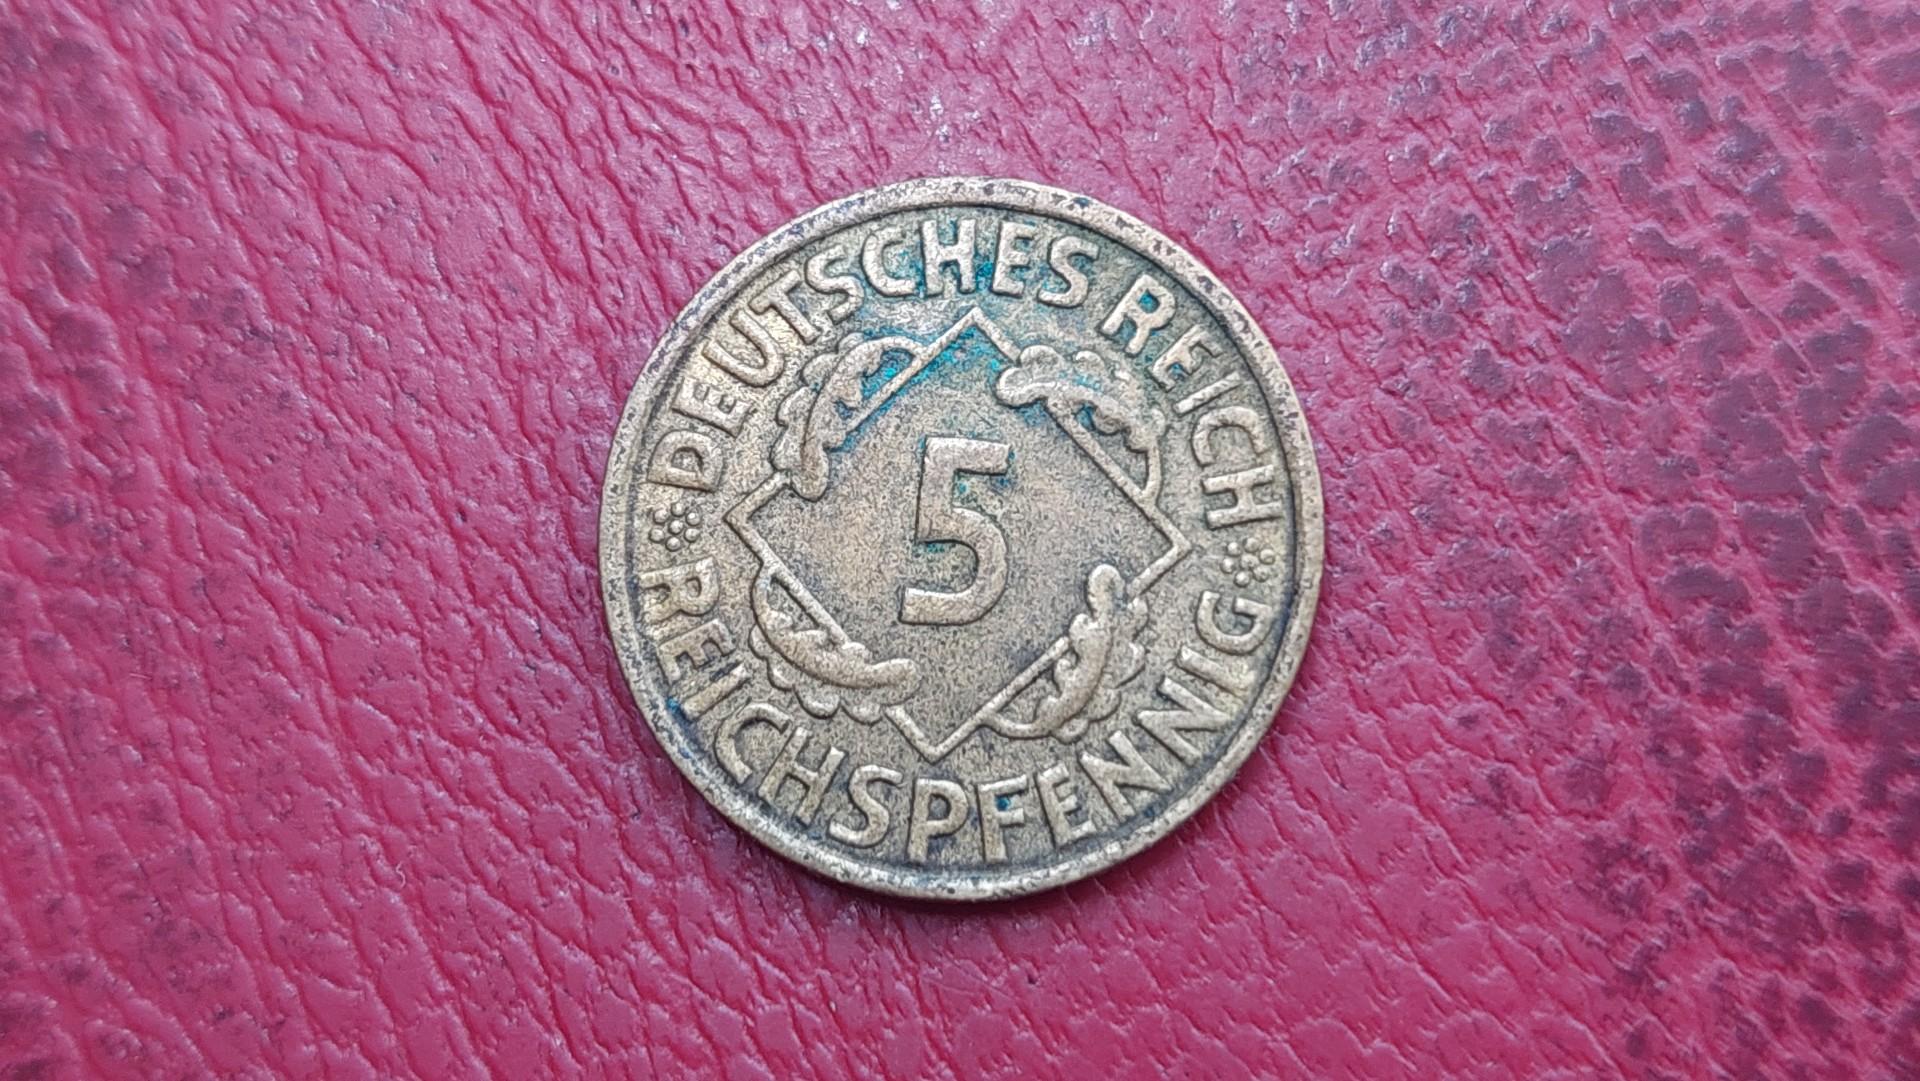 DEUTSCHES REICH
5
REICHSPFENNIG